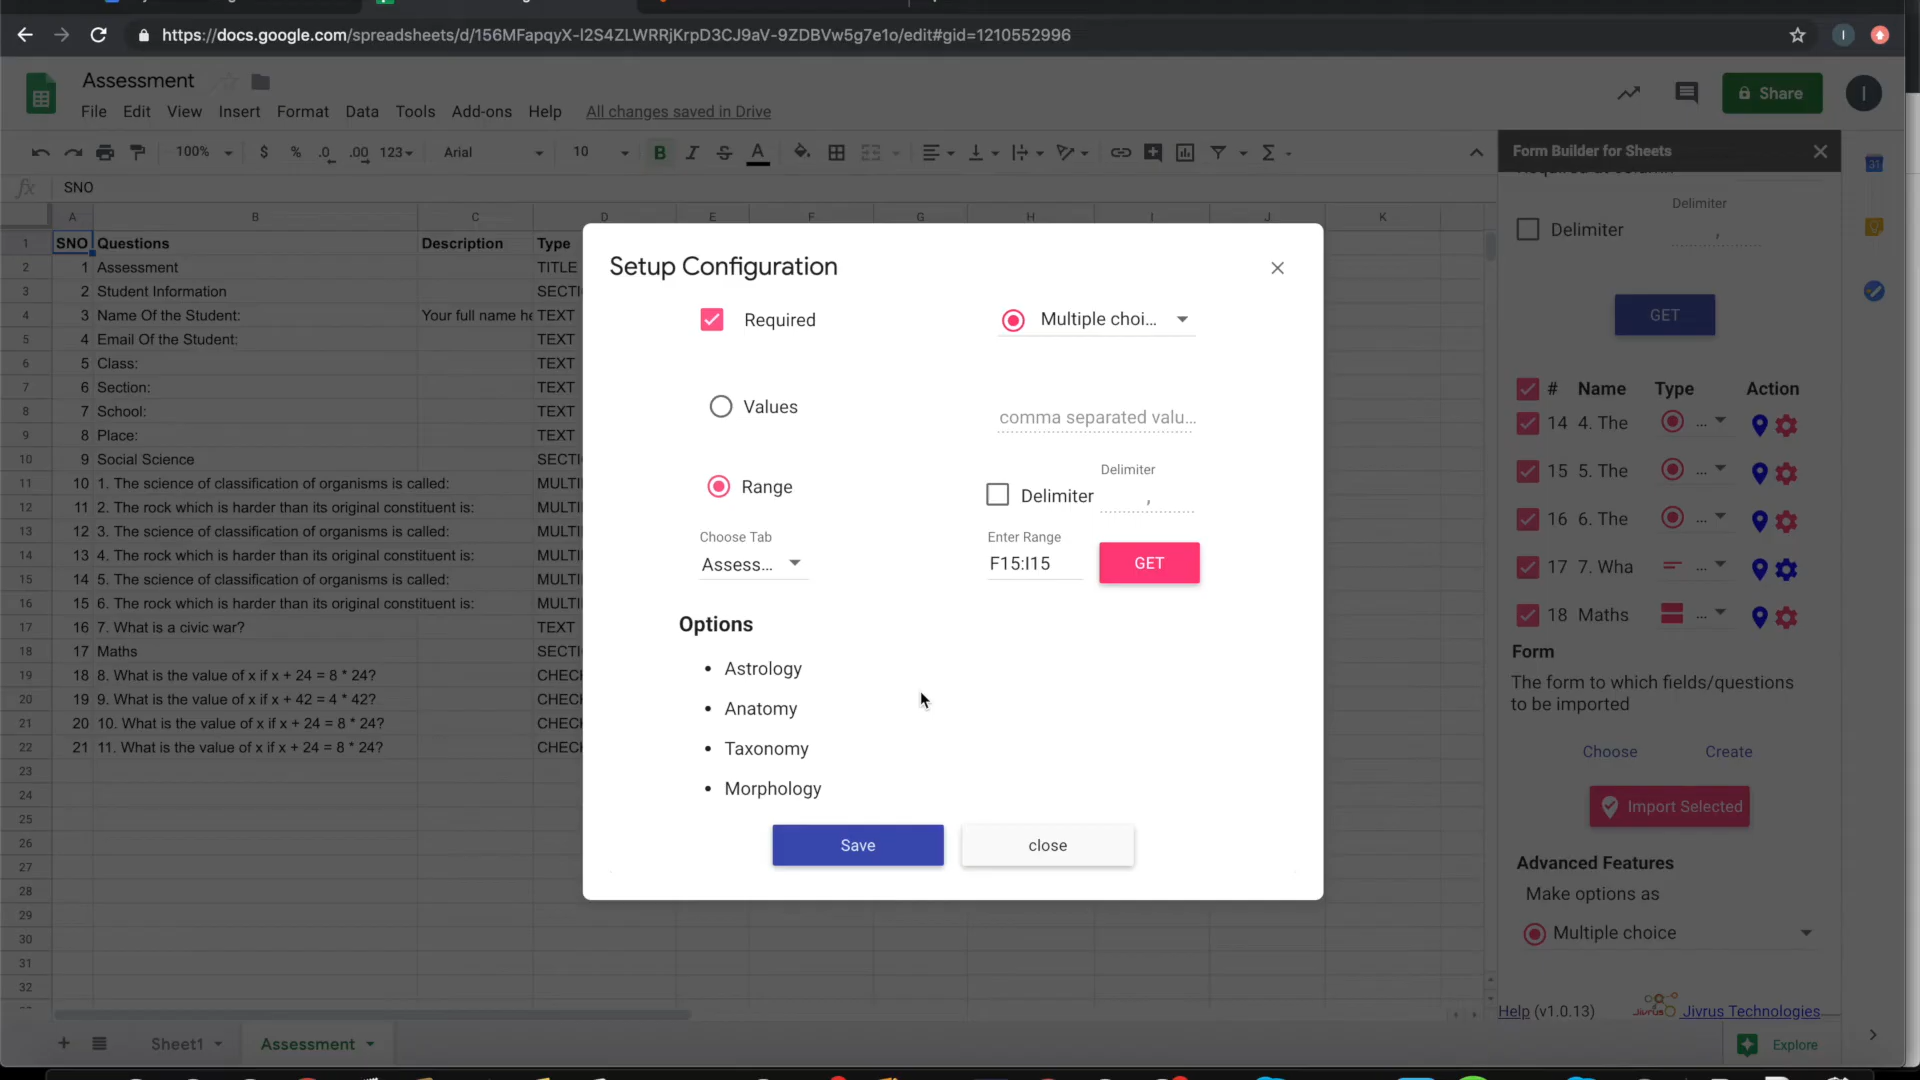 https://docs.google.com/spreadsheets/d/156MFapqyX-I2S4ZLWRRjKrpD3CJ9aV-9ZDBVw5g7e1o/edit#gid=1210552996
Assessment
File Edit View Insert Format Data Tools Add-ons Help All changes saved in Drive
Share
100% $ % .0 .00 123 Arial 10 B I S A
Form Builder for Sheets
fx SNO
A B C D E F G H I J K
1 SNO Questions Description Type
2 1 Assessment TITLE
3 2 Student Information SECTI
4 3 Name Of the Student: Your full name he TEXT
5 4 Email Of the Student: TEXT
6 5 Class: TEXT
7 6 Section: TEXT
8 7 School: TEXT
9 8 Place: TEXT
10 9 Social Science SECTI
11 10 1. The science of classification of organisms is called: MULTI
12 11 2. The rock which is harder than its original constituent is: MULTI
13 12 3. The science of classification of organisms is called: MULTI
14 13 4. The rock which is harder than its original constituent is: MULTI
15 14 5. The science of classification of organisms is called: MULTI
16 15 6. The rock which is harder than its original constituent is: MULTI
17 16 7. What is a civic war? TEXT
18 17 Maths SECTI
19 18 8. What is the value of x if x + 24 = 8 * 24? CHECK
20 19 9. What is the value of x if x + 42 = 4 * 42? CHECK
21 20 10. What is the value of x if x + 24 = 8 * 24? CHECK
22 21 11. What is the value of x if x + 24 = 8 * 24? CHECK
23
24
25
26
27
28
29
30
31
32
Setup Configuration
Required Multiple choi...
Values comma separated valu...
Range Delimiter Delimiter ,
Choose Tab Enter Range
Assess... F15:I15 GET
Options
• Astrology
• Anatomy
• Taxonomy
• Morphology
Save close
Delimiter
Delimiter ,
GET
# Name Type Action
14 4. The ...
15 5. The ...
16 6. The ...
17 7. Wha ...
18 Maths ...
Form
The form to which fields/questions
to be imported
Choose Create
Import Selected
Advanced Features
Make options as
Multiple choice
Help (v1.0.13) Jivrus Jivrus Technologies
Sheet1 Assessment
Explore